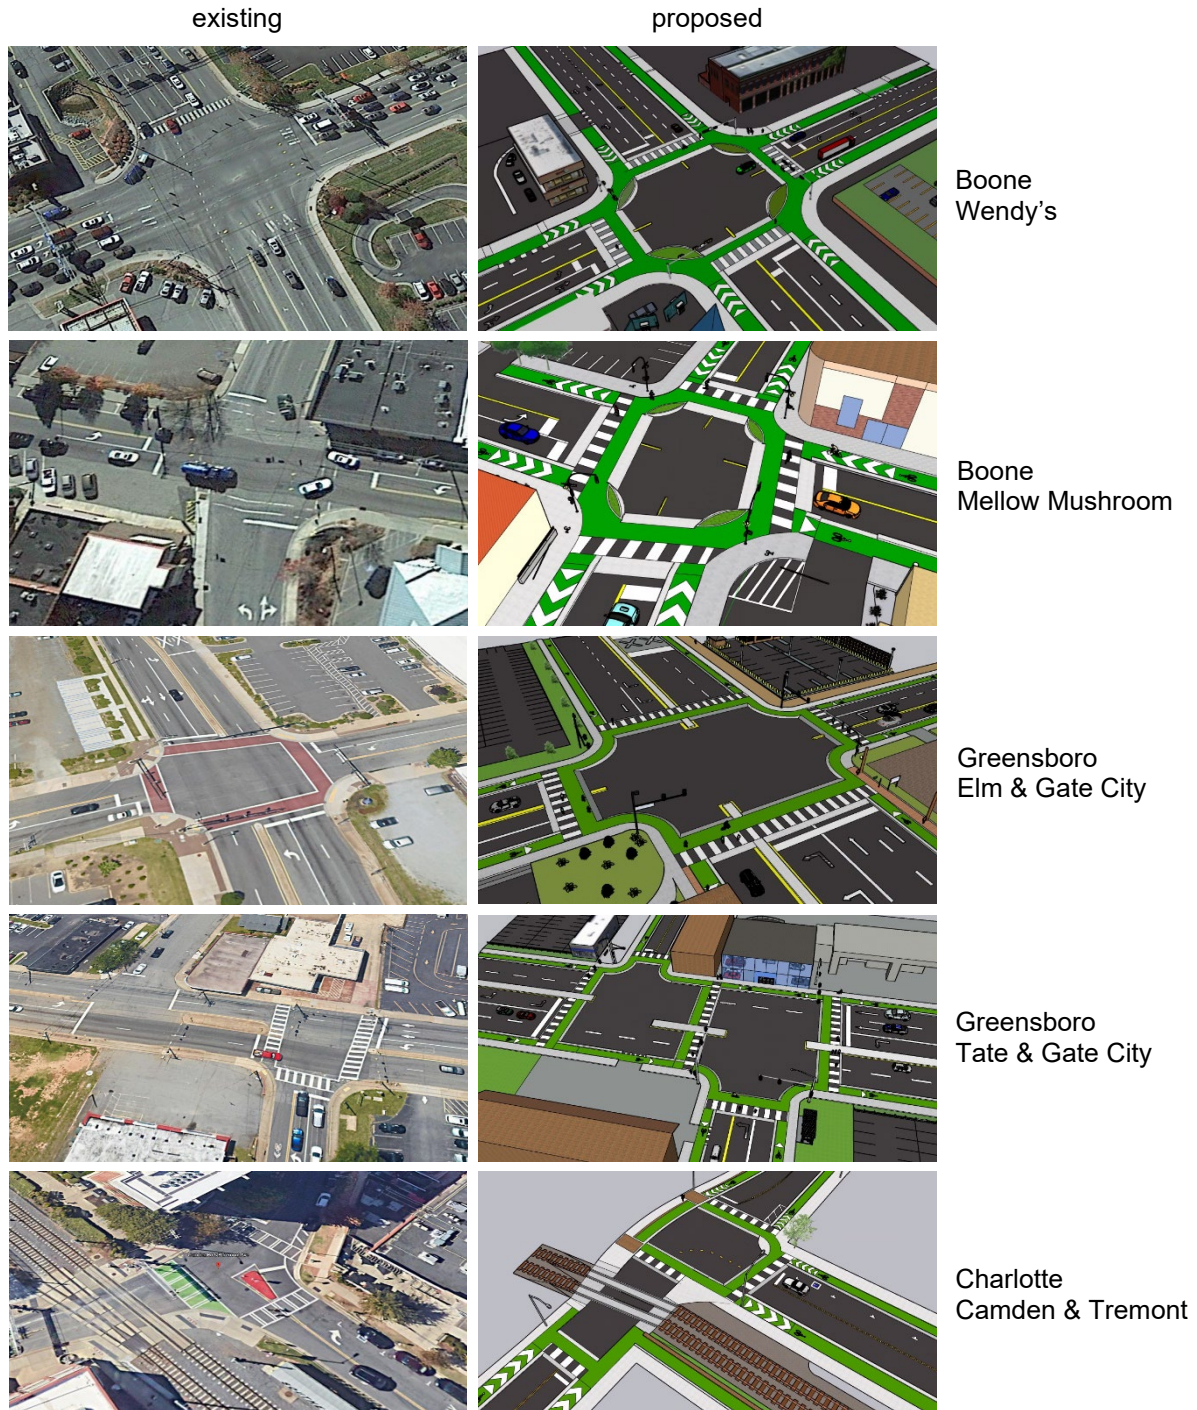 existing
proposed
Boone
Wendy's
Boone
Mellow Mushroom
Greensboro
Elm & Gate City
Greensboro
Tate & Gate City
Charlotte
Camden & Tremont